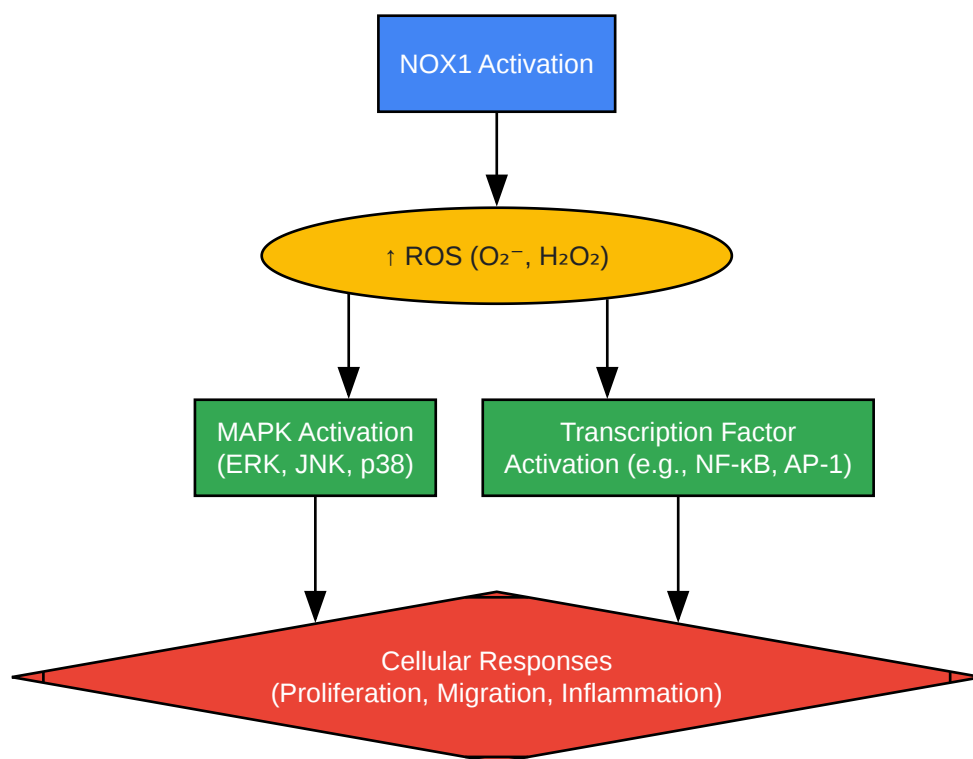 NOX1 Activation
↑ ROS (O₂⁻, H₂O₂)
MAPK Activation
(ERK, JNK, p38)
Transcription Factor
Activation (e.g., NF-κB, AP-1)
Cellular Responses
(Proliferation, Migration, Inflammation)